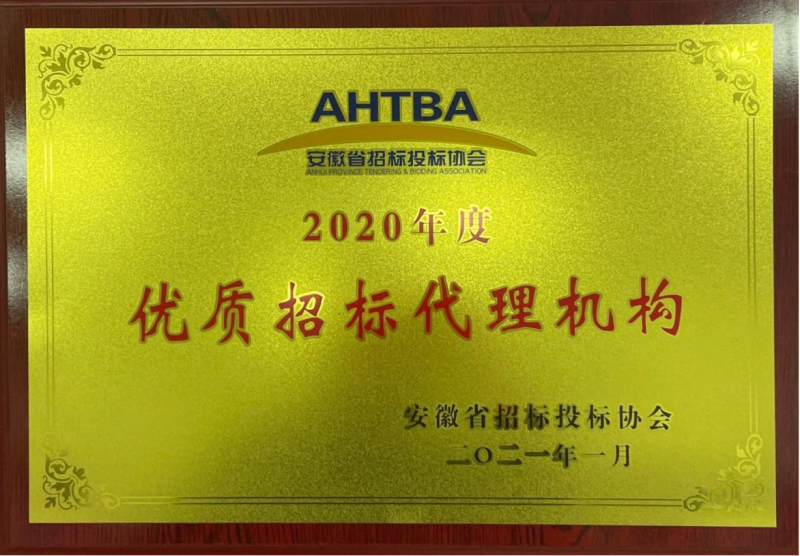 AHTBA
安徽省招标投标协会
ANHUI PROVINCE TENDERING & BIDDING ASSOCIATION
2020年度
优质招标代理机构
安徽省招标投标协会
二〇二一年一月